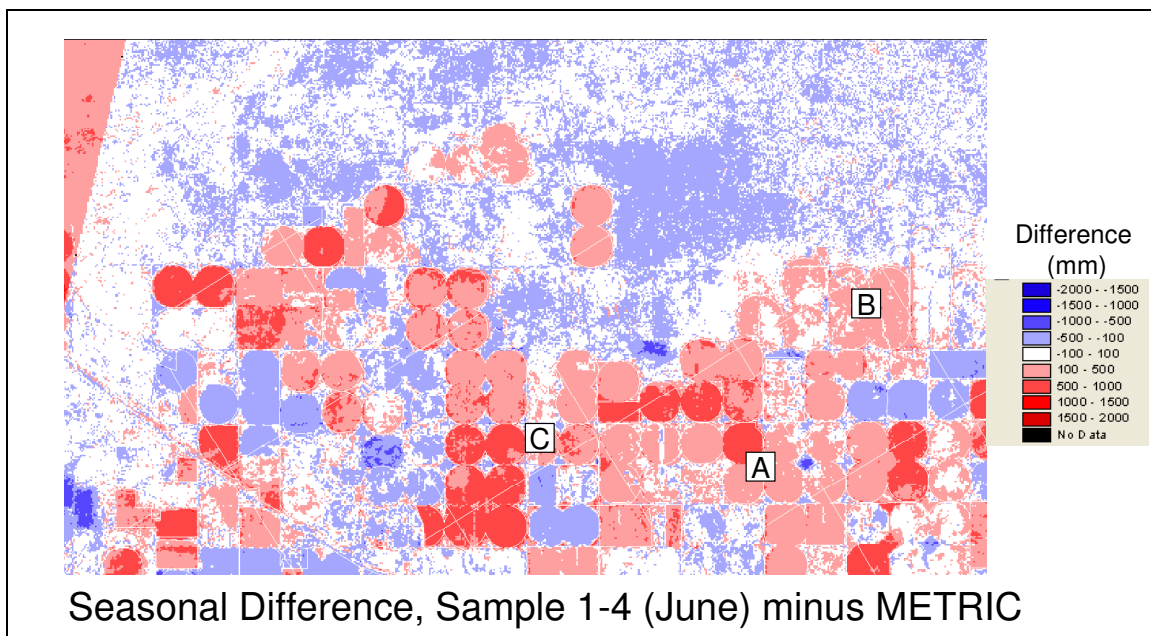 B
C
A
Difference
(mm)
-2000 - -1500
-1500 - -1000
-1000 - -500
-500 - -100
-100 - 100
100 - 500
500 - 1000
1000 - 1500
1500 - 2000
No Data
Seasonal Difference, Sample 1-4 (June) minus METRIC